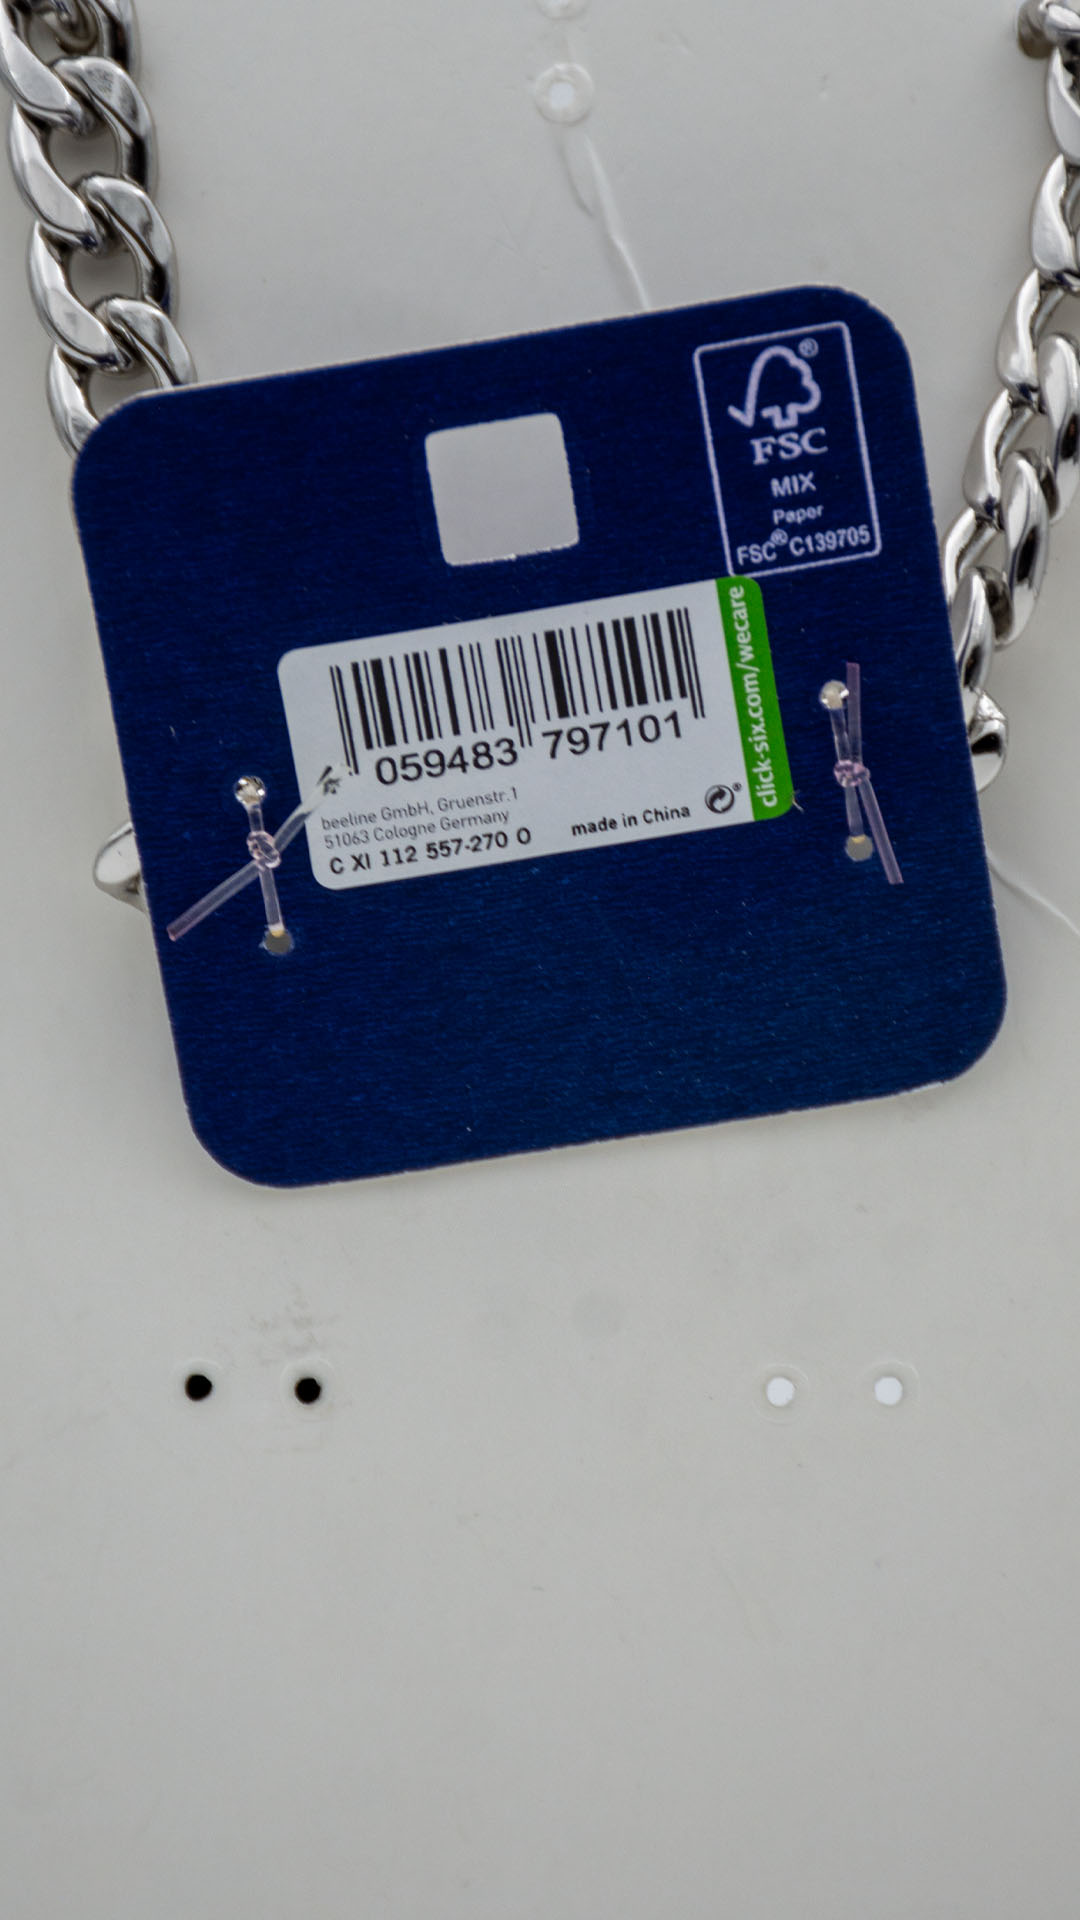 FSC®
MIX
Paper
FSC® C139705
059483 797101
beeline GmbH, Gruenstr.1
51063 Cologne Germany
C XI 112 557-270 O
made in China
click-six.com/wecare